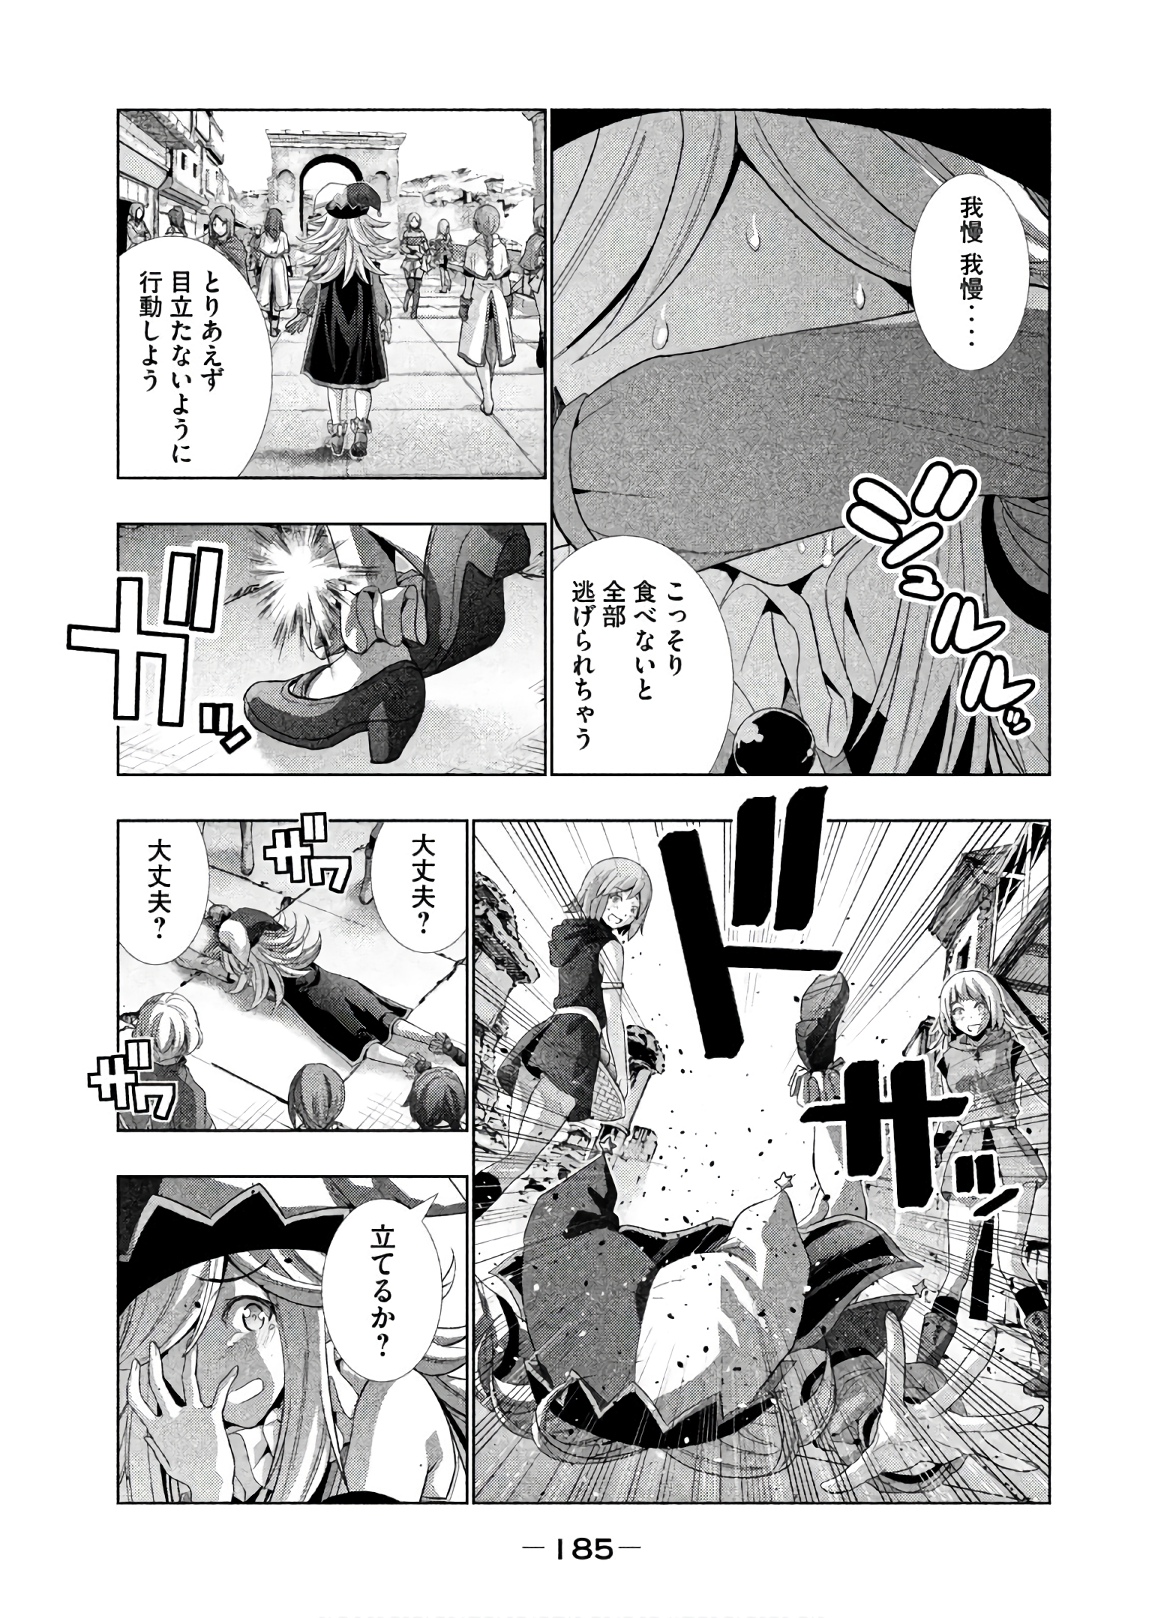 我慢 我慢‥‥
ジュルルッ
こっそり
食べないと
全部
逃げられちゃう
とりあえず
目立たないように
行動しよう
ガッ
ドサッ
大丈夫?
ザワ
大丈夫?
ザワ
立てるか?
—185—